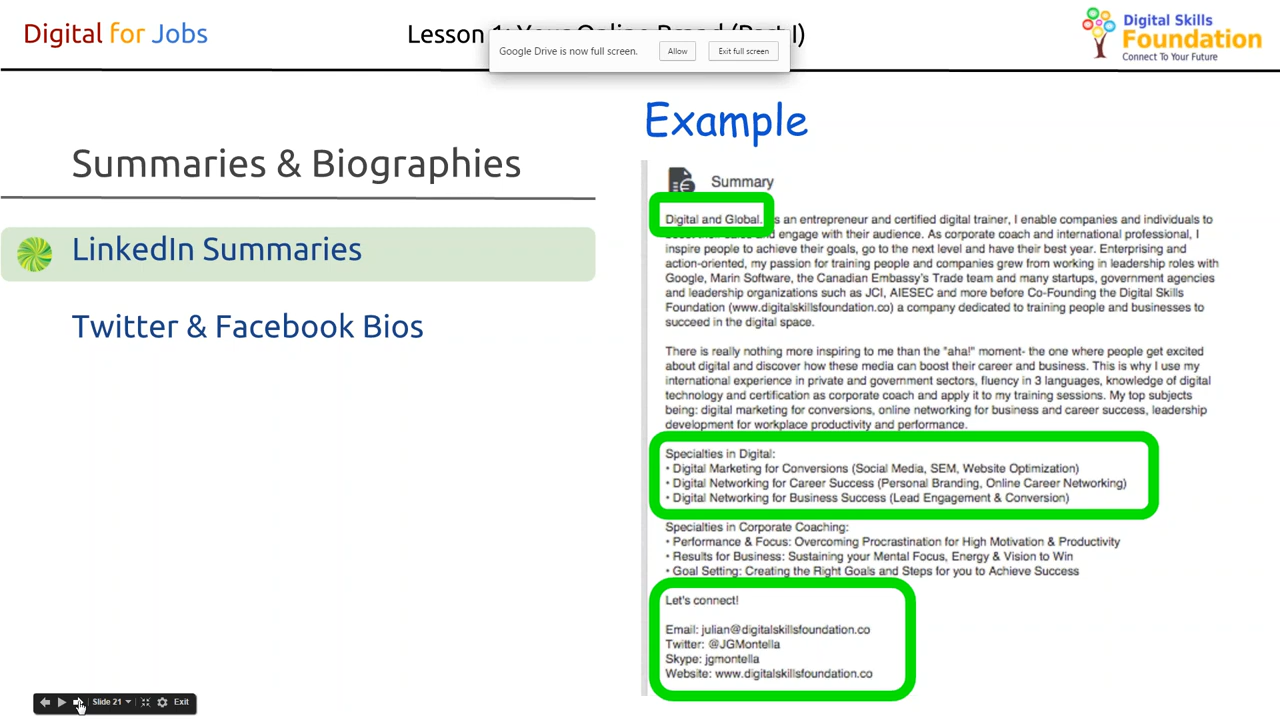 Digital for Jobs
Lesson 1: Your Online Brand (Part I)
Digital Skills
Foundation
Connect To Your Future
Google Drive is now full screen.
Allow
Exit full screen
Example
Summaries & Biographies
LinkedIn Summaries
Twitter & Facebook Bios
Summary
Digital and Global. As an entrepreneur and certified digital trainer, I enable companies and individuals to
and engage with their audience. As corporate coach and international professional, I
inspire people to achieve their goals, go to the next level and have their best year. Enterprising and
action-oriented, my passion for training people and companies grew from working in leadership roles with
Google, Marin Software, the Canadian Embassy's Trade team and many startups, government agencies
and leadership organizations such as JCI, AIESEC and more before Co-Founding the Digital Skills
Foundation (www.digitalskillsfoundation.co) a company dedicated to training people and businesses to
succeed in the digital space.
There is really nothing more inspiring to me than the "aha!" moment- the one where people get excited
about digital and discover how these media can boost their career and business. This is why I use my
international experience in private and government sectors, fluency in 3 languages, knowledge of digital
technology and certification as corporate coach and apply it to my training sessions. My top subjects
being: digital marketing for conversions, online networking for business and career success, leadership
development for workplace productivity and performance.
Specialties in Digital:
• Digital Marketing for Conversions (Social Media, SEM, Website Optimization)
• Digital Networking for Career Success (Personal Branding, Online Career Networking)
• Digital Networking for Business Success (Lead Engagement & Conversion)
Specialties in Corporate Coaching:
• Performance & Focus: Overcoming Procrastination for High Motivation & Productivity
• Results for Business: Sustaining your Mental Focus, Energy & Vision to Win
• Goal Setting: Creating the Right Goals and Steps for you to Achieve Success
Let's connect!
Email: julian@digitalskillsfoundation.co
Twitter: @JGMontella
Skype: jgmontella
Website: www.digitalskillsfoundation.co
Slide 21
Exit